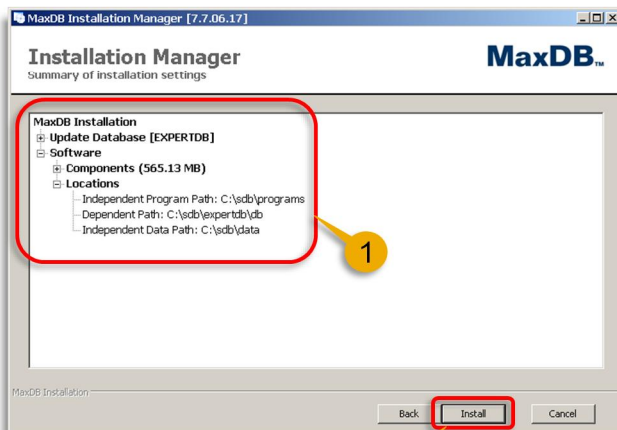 MaxDB Installation Manager [7.7.06.17]
Installation Manager
Summary of installation settings
MaxDB™
MaxDB Installation
Update Database [EXPERTDB]
Software
Components (565.13 MB)
Locations
Independent Program Path: C:\sdb\programs
Dependent Path: C:\sdb\expertdb\db
Independent Data Path: C:\sdb\data
1
MaxDB Installation
Back Install Cancel